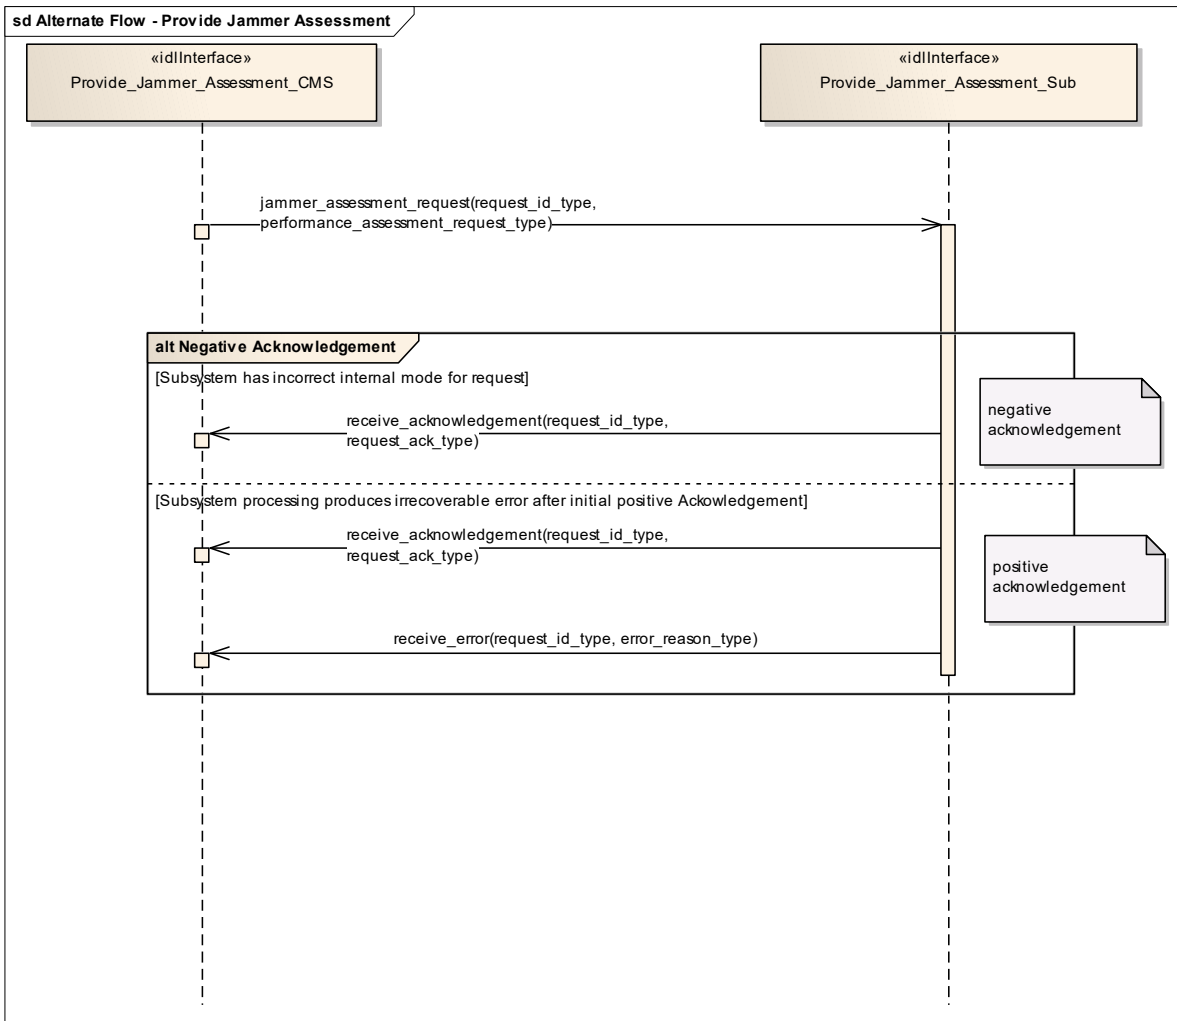 sd Alternate Flow - Provide Jammer Assessment
«idlInterface»
Provide_Jammer_Assessment_CMS
«idlInterface»
Provide_Jammer_Assessment_Sub
jammer_assessment_request(request_id_type,
performance_assessment_request_type)
alt Negative Acknowledgement
[Subsystem has incorrect internal mode for request]
receive_acknowledgement(request_id_type,
request_ack_type)
negative
acknowledgement
[Subsystem processing produces irrecoverable error after initial positive Ackowledgement]
receive_acknowledgement(request_id_type,
request_ack_type)
positive
acknowledgement
receive_error(request_id_type, error_reason_type)